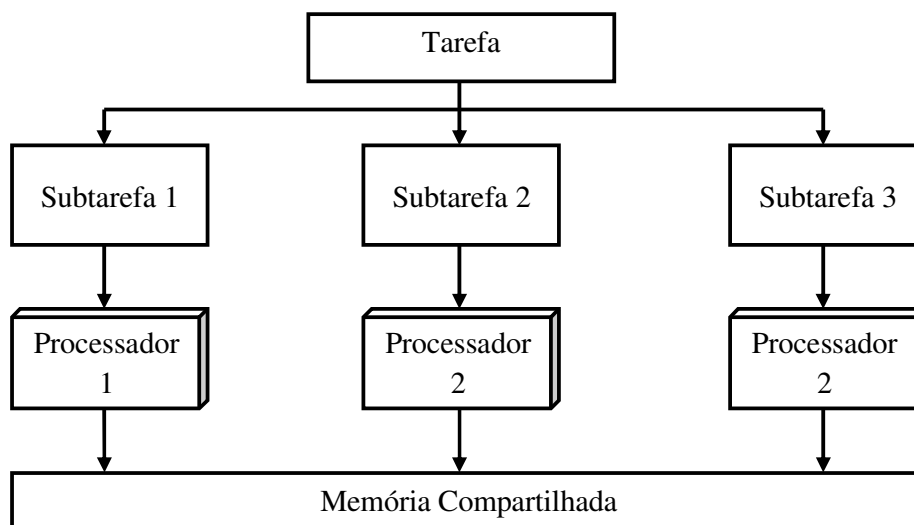 Tarefa
Subtarefa 1
Subtarefa 2
Subtarefa 3
Processador
1
Processador
2
Processador
2
Memória Compartilhada